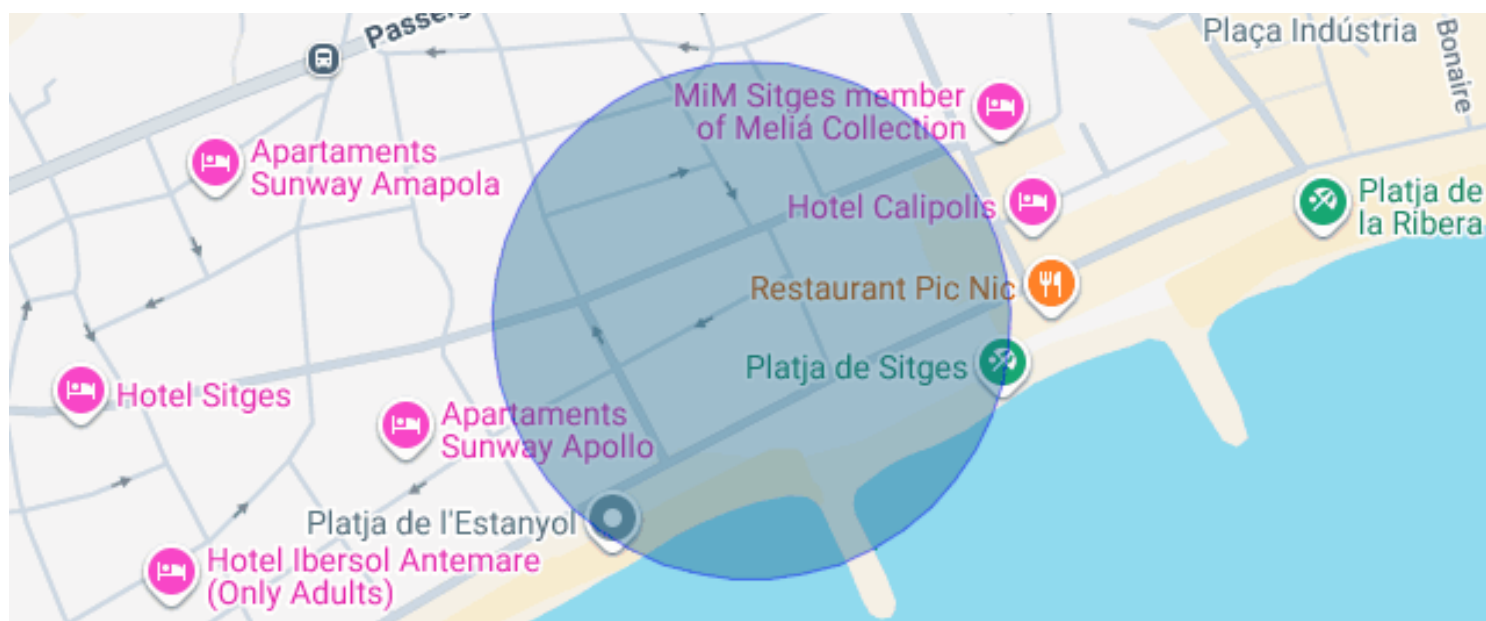 Plaça Indústria
Bonaire
MiM Sitges member
of Meliá Collection
Apartaments
Sunway Amapola
Hotel Calipolis
Platja de
la Ribera
Restaurant Pic Nic
Platja de Sitges
Hotel Sitges
Apartaments
Sunway Apollo
Platja de l'Estanyol
Hotel Ibersol Antemare
(Only Adults)